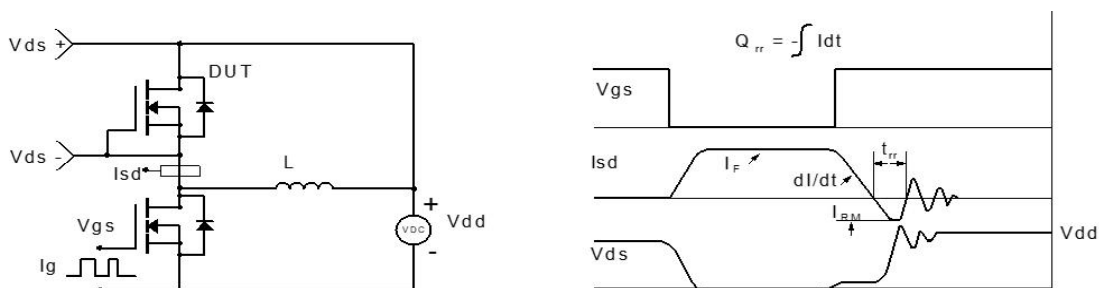 Vds +
DUT
Vds -
Isd
L
Vgs
+
VDC
Vdd
-
Ig
Q rr = -∫ Idt
Vgs
Isd
I F
dI/dt
t rr
I RM
Vds
Vdd